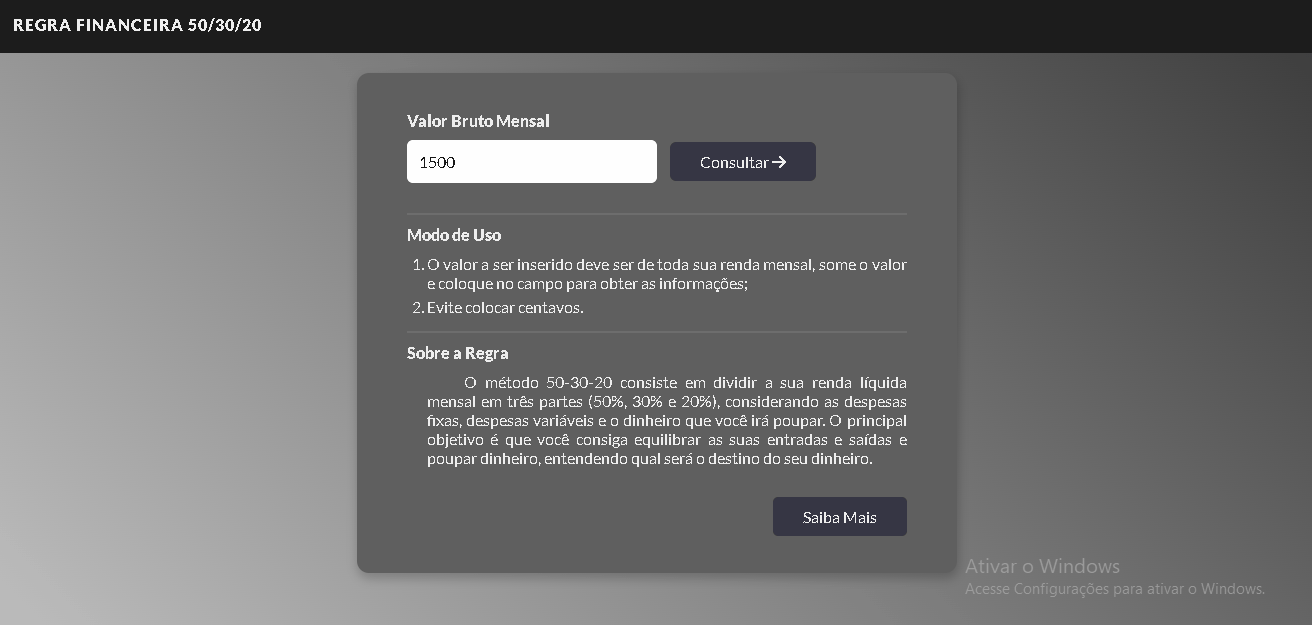 REGRA FINANCEIRA 50/30/20
Valor Bruto Mensal
1500
Consultar
Modo de Uso
1. O valor a ser inserido deve ser de toda sua renda mensal, some o valor
e coloque no campo para obter as informações;
2. Evite colocar centavos.
Sobre a Regra
O método 50-30-20 consiste em dividir a sua renda líquida
mensal em três partes (50%, 30% e 20%), considerando as despesas
fixas, despesas variáveis e o dinheiro que você irá poupar. O principal
objetivo é que você consiga equilibrar as suas entradas e saídas e
poupar dinheiro, entendendo qual será o destino do seu dinheiro.
Saiba Mais
Ativar o Windows
Acesse Configurações para ativar o Windows.